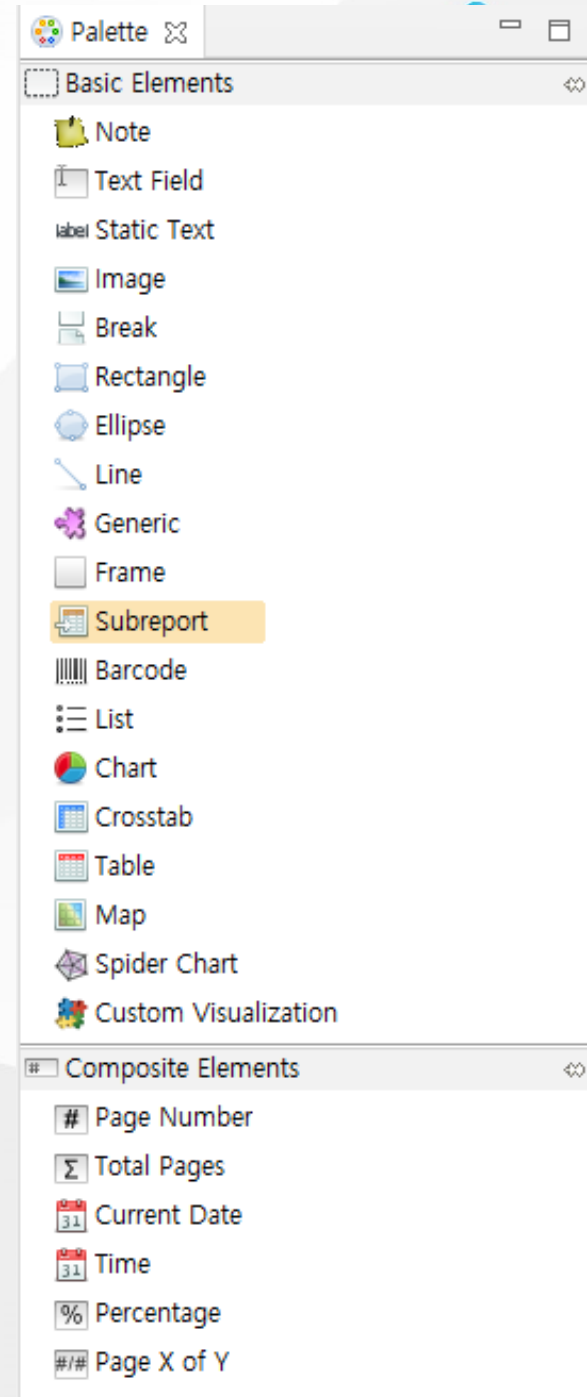 Palette
Basic Elements
Note
Text Field
label Static Text
Image
Break
Rectangle
Ellipse
Line
Generic
Frame
Subreport
Barcode
List
Chart
Crosstab
Table
Map
Spider Chart
Custom Visualization
# Composite Elements
# Page Number
Σ Total Pages
31 Current Date
31 Time
% Percentage
#/# Page X of Y